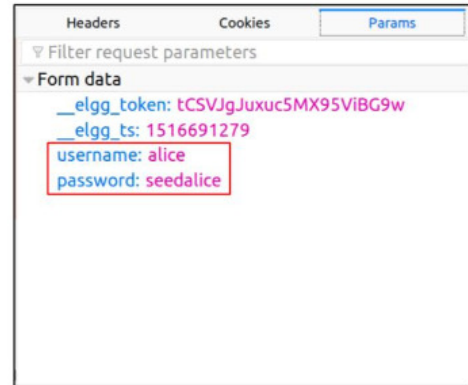 Headers Cookies Params
Filter request parameters
Form data
__elgg_token: tCSVJgJuxuc5MX95ViBG9w
__elgg_ts: 1516691279
username: alice
password: seedalice